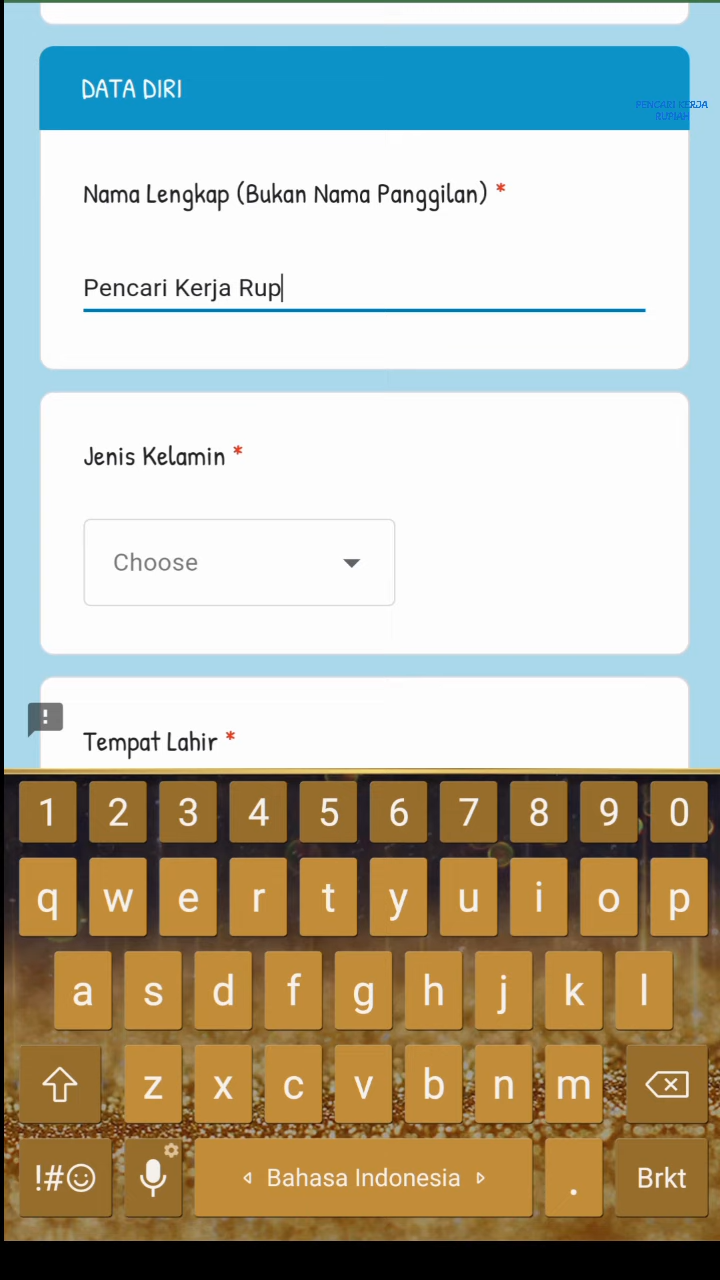 DATA DIRI
PENCARI KERJA
RUPIAH
Nama Lengkap (Bukan Nama Panggilan) *
Pencari Kerja Rup
Jenis Kelamin *
Choose
!
Tempat Lahir *
1 2 3 4 5 6 7 8 9 0
q w e r t y u i o p
a s d f g h j k l
z x c v b n m
!#☺ Bahasa Indonesia . Brkt